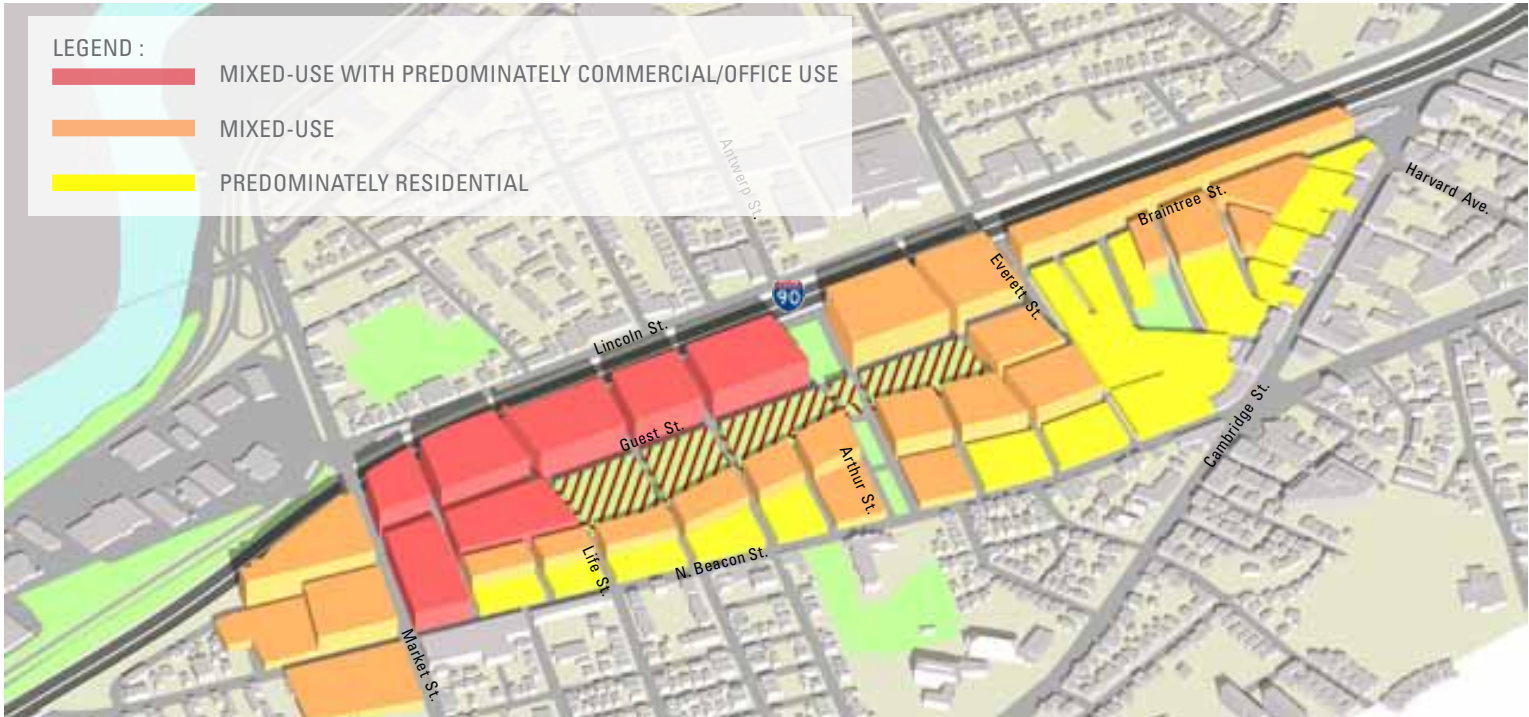 LEGEND :
MIXED-USE WITH PREDOMINATELY COMMERCIAL/OFFICE USE
MIXED-USE
PREDOMINATELY RESIDENTIAL
Antwerp St.
Harvard Ave.
Braintree St.
Everett St.
90
Lincoln St.
Guest St.
Cambridge St.
Arthur St.
Life St.
N. Beacon St.
Market St.